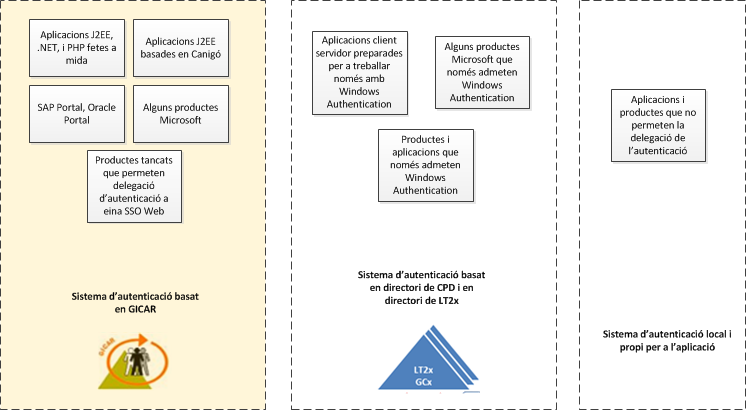 Aplicacions J2EE,
.NET, i PHP fetes a
mida
Aplicacions J2EE
basades en Canigó
SAP Portal, Oracle
Portal
Alguns productes
Microsoft
Productes tancats
que permeten
delegació
d'autenticació a
eina SSO Web
Sistema d'autenticació basat
en GICAR
GICAR
Aplicacions client
servidor preparades
per a treballar
només amb
Windows
Authentication
Alguns productes
Microsoft que
només admeten
Windows
Authentication
Productes i
aplicacions que
només admeten
Windows
Authentication
Sistema d'autenticació basat
en directori de CPD i en
directori de LT2x
LT2x
GCx
Aplicacions i
productes que no
permeten la
delegació de
l'autenticació
Sistema d'autenticació local i
propi per a l'aplicació